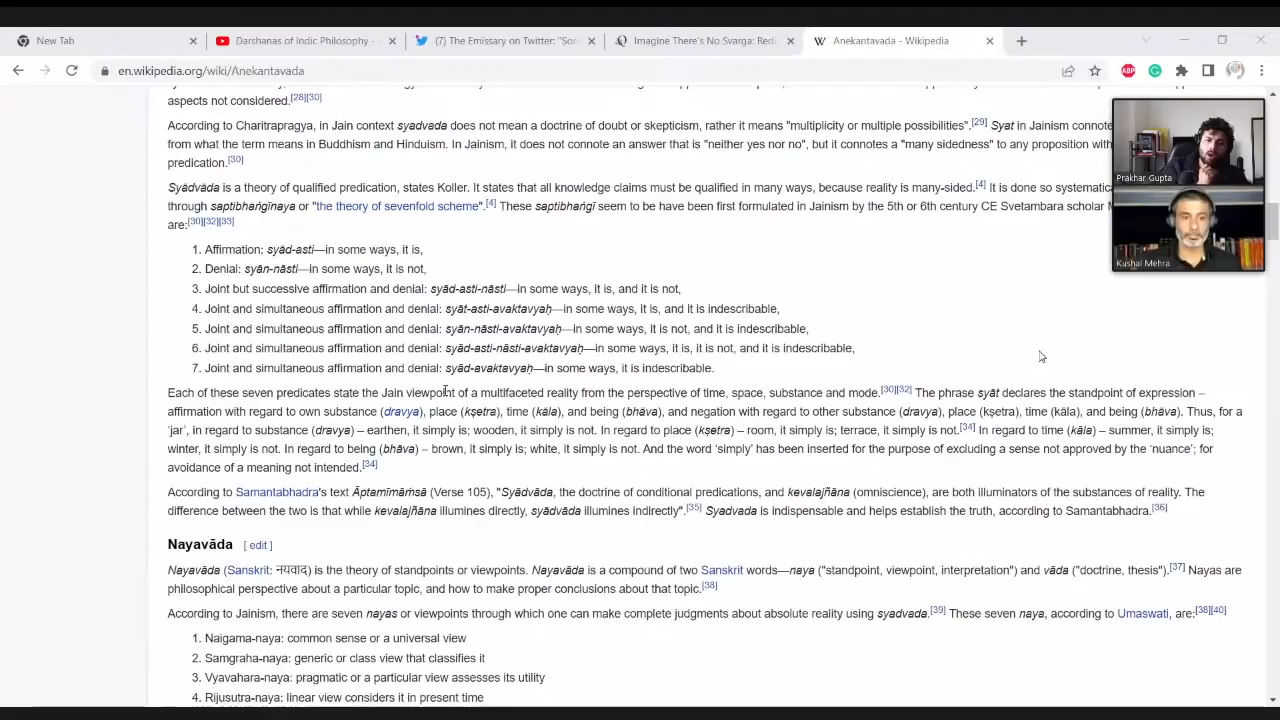 New Tab
Darshanas of Indic Philosophy -
(7) The Emissary on Twitter: "Son
Imagine There's No Svarga: Redi
Anekantavada - Wikipedia
en.wikipedia.org/wiki/Anekantavada
ABP
aspects not considered.[28][30]
According to Charitrapragya, in Jain context syadvada does not mean a doctrine of doubt or skepticism, rather it means "multiplicity or multiple possibilities".[29] Syat in Jainism connote
from what the term means in Buddhism and Hinduism. In Jainism, it does not connote an answer that is "neither yes nor no", but it connotes a "many sidedness" to any proposition with
predication.[30]
Syādvāda is a theory of qualified predication, states Koller. It states that all knowledge claims must be qualified in many ways, because reality is many-sided.[4] It is done so systematica
through saptibhaṅgīnaya or "the theory of sevenfold scheme".[4] These saptibhaṅgī seem to be have been first formulated in Jainism by the 5th or 6th century CE Svetambara scholar M
are:[30][32][33]
1. Affirmation: syād-asti—in some ways, it is,
2. Denial: syān-nāsti—in some ways, it is not,
3. Joint but successive affirmation and denial: syād-asti-nāsti—in some ways, it is, and it is not,
4. Joint and simultaneous affirmation and denial: syāt-asti-avaktavyaḥ—in some ways, it is, and it is indescribable,
5. Joint and simultaneous affirmation and denial: syān-nāsti-avaktavyaḥ—in some ways, it is not, and it is indescribable,
6. Joint and simultaneous affirmation and denial: syād-asti-nāsti-avaktavyaḥ—in some ways, it is, it is not, and it is indescribable,
7. Joint and simultaneous affirmation and denial: syād-avaktavyaḥ—in some ways, it is indescribable.
Each of these seven predicates state the Jain viewpoint of a multifaceted reality from the perspective of time, space, substance and mode.[30][32] The phrase syāt declares the standpoint of expression –
affirmation with regard to own substance (dravya), place (kṣetra), time (kāla), and being (bhāva), and negation with regard to other substance (dravya), place (kṣetra), time (kāla), and being (bhāva). Thus, for a
'jar', in regard to substance (dravya) – earthen, it simply is; wooden, it simply is not. In regard to place (kṣetra) – room, it simply is; terrace, it simply is not.[34] In regard to time (kāla) – summer, it simply is;
winter, it simply is not. In regard to being (bhāva) – brown, it simply is; white, it simply is not. And the word 'simply' has been inserted for the purpose of excluding a sense not approved by the 'nuance'; for
avoidance of a meaning not intended.[34]
According to Samantabhadra's text Āptamīmāṁsā (Verse 105), "Syādvāda, the doctrine of conditional predications, and kevalajñāna (omniscience), are both illuminators of the substances of reality. The
difference between the two is that while kevalajñāna illumines directly, syādvāda illumines indirectly".[35] Syadvada is indispensable and helps establish the truth, according to Samantabhadra.[36]
Nayavāda [ edit ]
Nayavāda (Sanskrit: नयवाद) is the theory of standpoints or viewpoints. Nayavāda is a compound of two Sanskrit words—naya ("standpoint, viewpoint, interpretation") and vāda ("doctrine, thesis").[37] Nayas are
philosophical perspective about a particular topic, and how to make proper conclusions about that topic.[38]
According to Jainism, there are seven nayas or viewpoints through which one can make complete judgments about absolute reality using syadvada.[39] These seven naya, according to Umaswati, are:[38][40]
1. Naigama-naya: common sense or a universal view
2. Samgraha-naya: generic or class view that classifies it
3. Vyavahara-naya: pragmatic or a particular view assesses its utility
4. Rijusutra-naya: linear view considers it in present time
Prakhar Gupta
Kushal Mehra